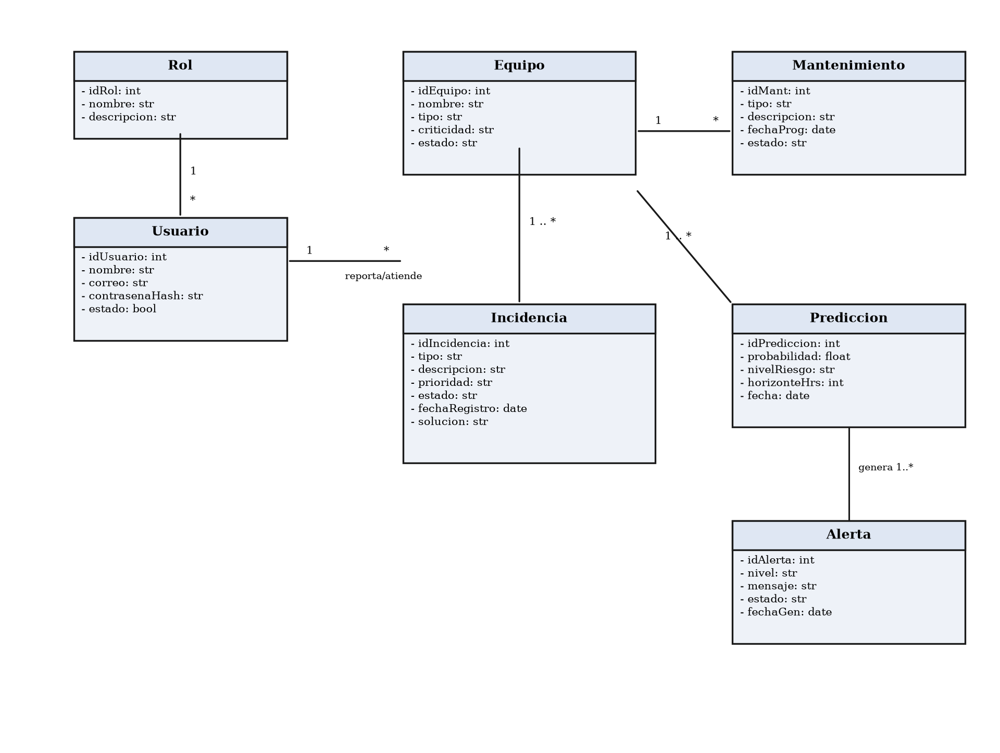 Rol
- idRol: int
- nombre: str
- descripcion: str
1
*
Usuario
- idUsuario: int
- nombre: str
- correo: str
- contrasenaHash: str
- estado: bool
1
*
reporta/atiende
Equipo
- idEquipo: int
- nombre: str
- tipo: str
- criticidad: str
- estado: str
1
*
Mantenimiento
- idMant: int
- tipo: str
- descripcion: str
- fechaProg: date
- estado: str
1 .. *
1 .. *
Incidencia
- idIncidencia: int
- tipo: str
- descripcion: str
- prioridad: str
- estado: str
- fechaRegistro: date
- solucion: str
Prediccion
- idPrediccion: int
- probabilidad: float
- nivelRiesgo: str
- horizonteHrs: int
- fecha: date
genera 1..*
Alerta
- idAlerta: int
- nivel: str
- mensaje: str
- estado: str
- fechaGen: date